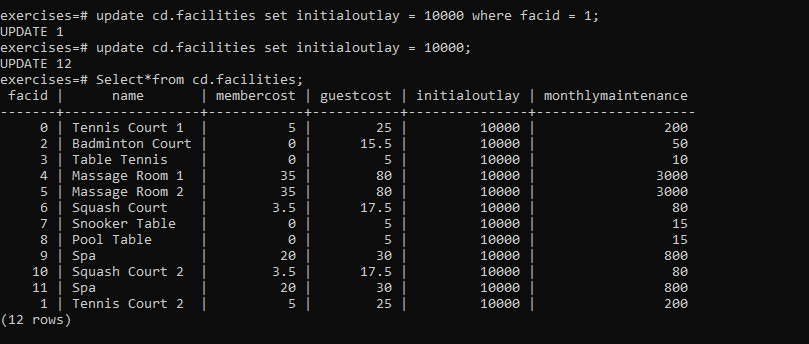 exercises=# update cd.facilities set initialoutlay = 10000 where facid = 1;
UPDATE 1
exercises=# update cd.facilities set initialoutlay = 10000;
UPDATE 12
exercises=# Select*from cd.facilities;
 facid |      name       | membercost | guestcost | initialoutlay | monthlymaintenance
-------+-----------------+------------+-----------+---------------+--------------------
     0 | Tennis Court 1  |          5 |        25 |         10000 |                200
     2 | Badminton Court |          0 |      15.5 |         10000 |                 50
     3 | Table Tennis    |          0 |         5 |         10000 |                 10
     4 | Massage Room 1  |         35 |        80 |         10000 |               3000
     5 | Massage Room 2  |         35 |        80 |         10000 |               3000
     6 | Squash Court    |        3.5 |      17.5 |         10000 |                 80
     7 | Snooker Table   |          0 |         5 |         10000 |                 15
     8 | Pool Table      |          0 |         5 |         10000 |                 15
     9 | Spa             |         20 |        30 |         10000 |                800
    10 | Squash Court 2  |        3.5 |      17.5 |         10000 |                 80
    11 | Spa             |         20 |        30 |         10000 |                800
     1 | Tennis Court 2  |          5 |        25 |         10000 |                200
(12 rows)